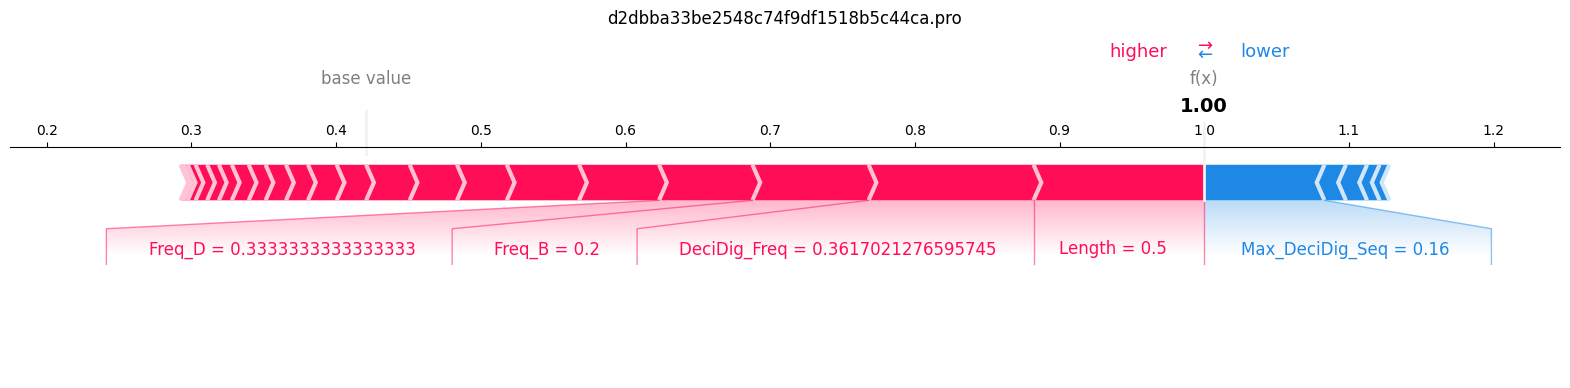 d2dbba33be2548c74f9df1518b5c44ca.pro
higher → ← lower
base value f(x)
1.00
0.2 0.3 0.4 0.5 0.6 0.7 0.8 0.9 1.0 1.1 1.2
Freq_D = 0.3333333333333333 Freq_B = 0.2 DeciDig_Freq = 0.3617021276595745 Length = 0.5 Max_DeciDig_Seq = 0.16